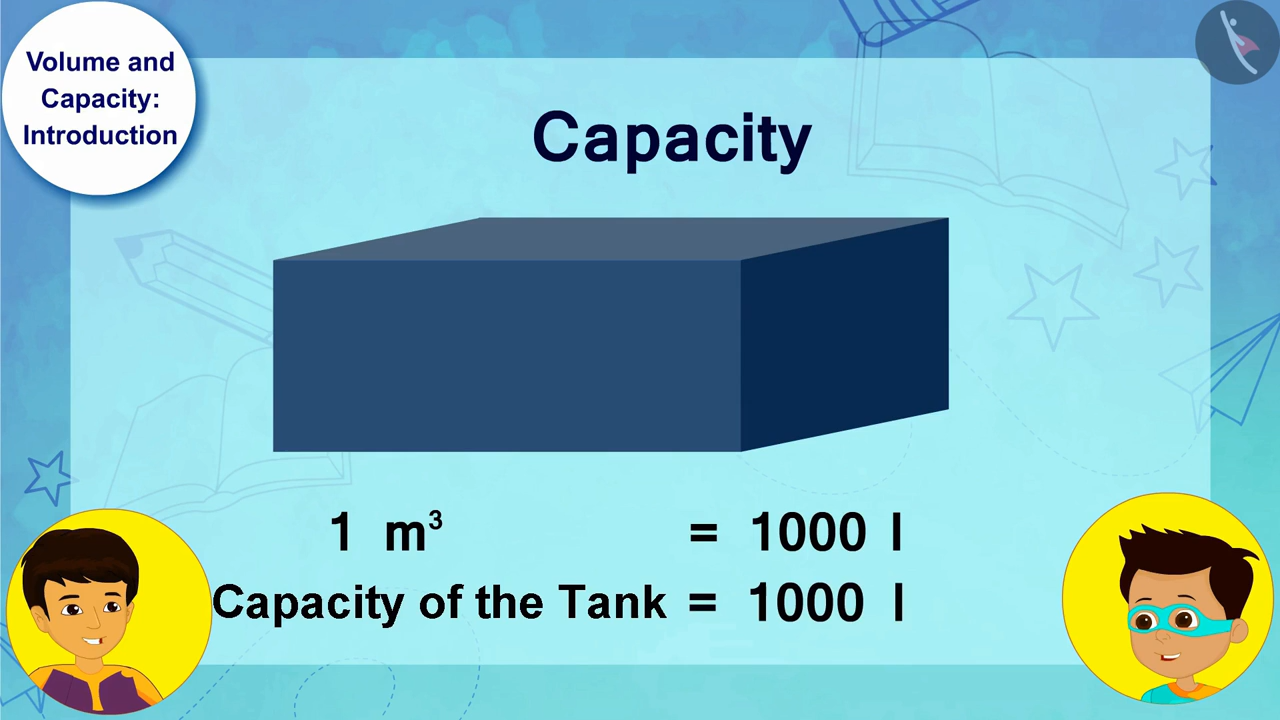 Volume and
Capacity:
Introduction
Capacity
1 m³ = 1000 l
Capacity of the Tank = 1000 l